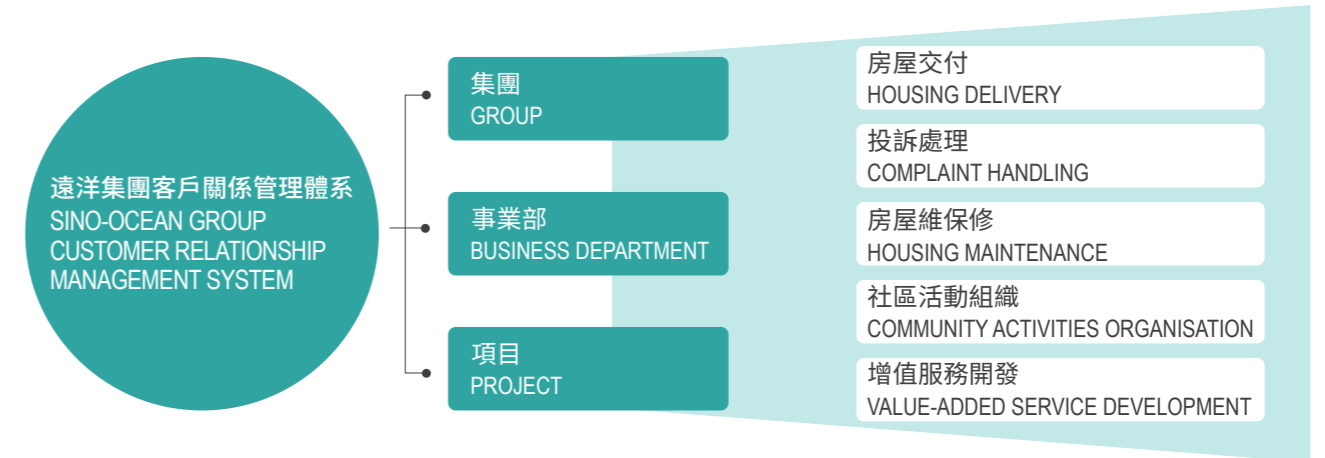 遠洋集團客戶關係管理體系
SINO-OCEAN GROUP
CUSTOMER RELATIONSHIP
MANAGEMENT SYSTEM
集團
GROUP
事業部
BUSINESS DEPARTMENT
項目
PROJECT
房屋交付
HOUSING DELIVERY
投訴處理
COMPLAINT HANDLING
房屋維保修
HOUSING MAINTENANCE
社區活動組織
COMMUNITY ACTIVITIES ORGANISATION
增值服務開發
VALUE-ADDED SERVICE DEVELOPMENT